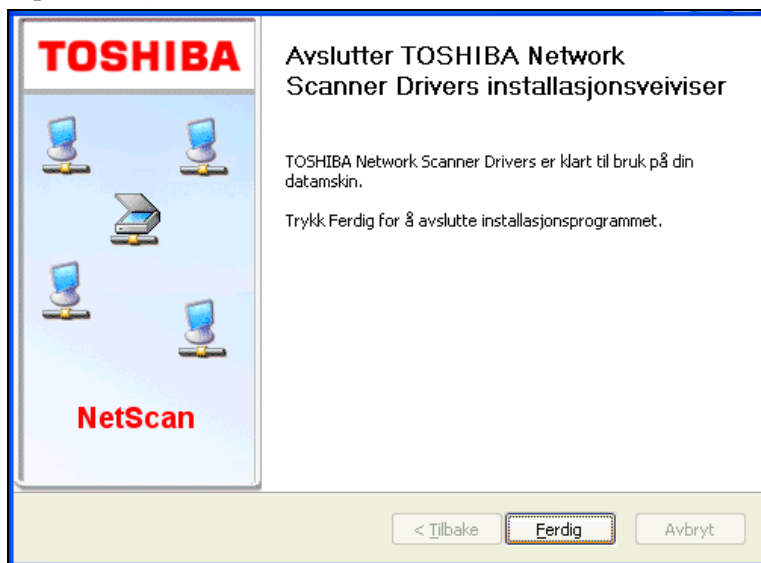 TOSHIBA
NetScan
Avslutter TOSHIBA Network
Scanner Drivers installasjonsveiviser
TOSHIBA Network Scanner Drivers er klart til bruk på din
datamskin.
Trykk Ferdig for å avslutte installasjonsprogrammet.
< Tilbake
Ferdig
Avbryt